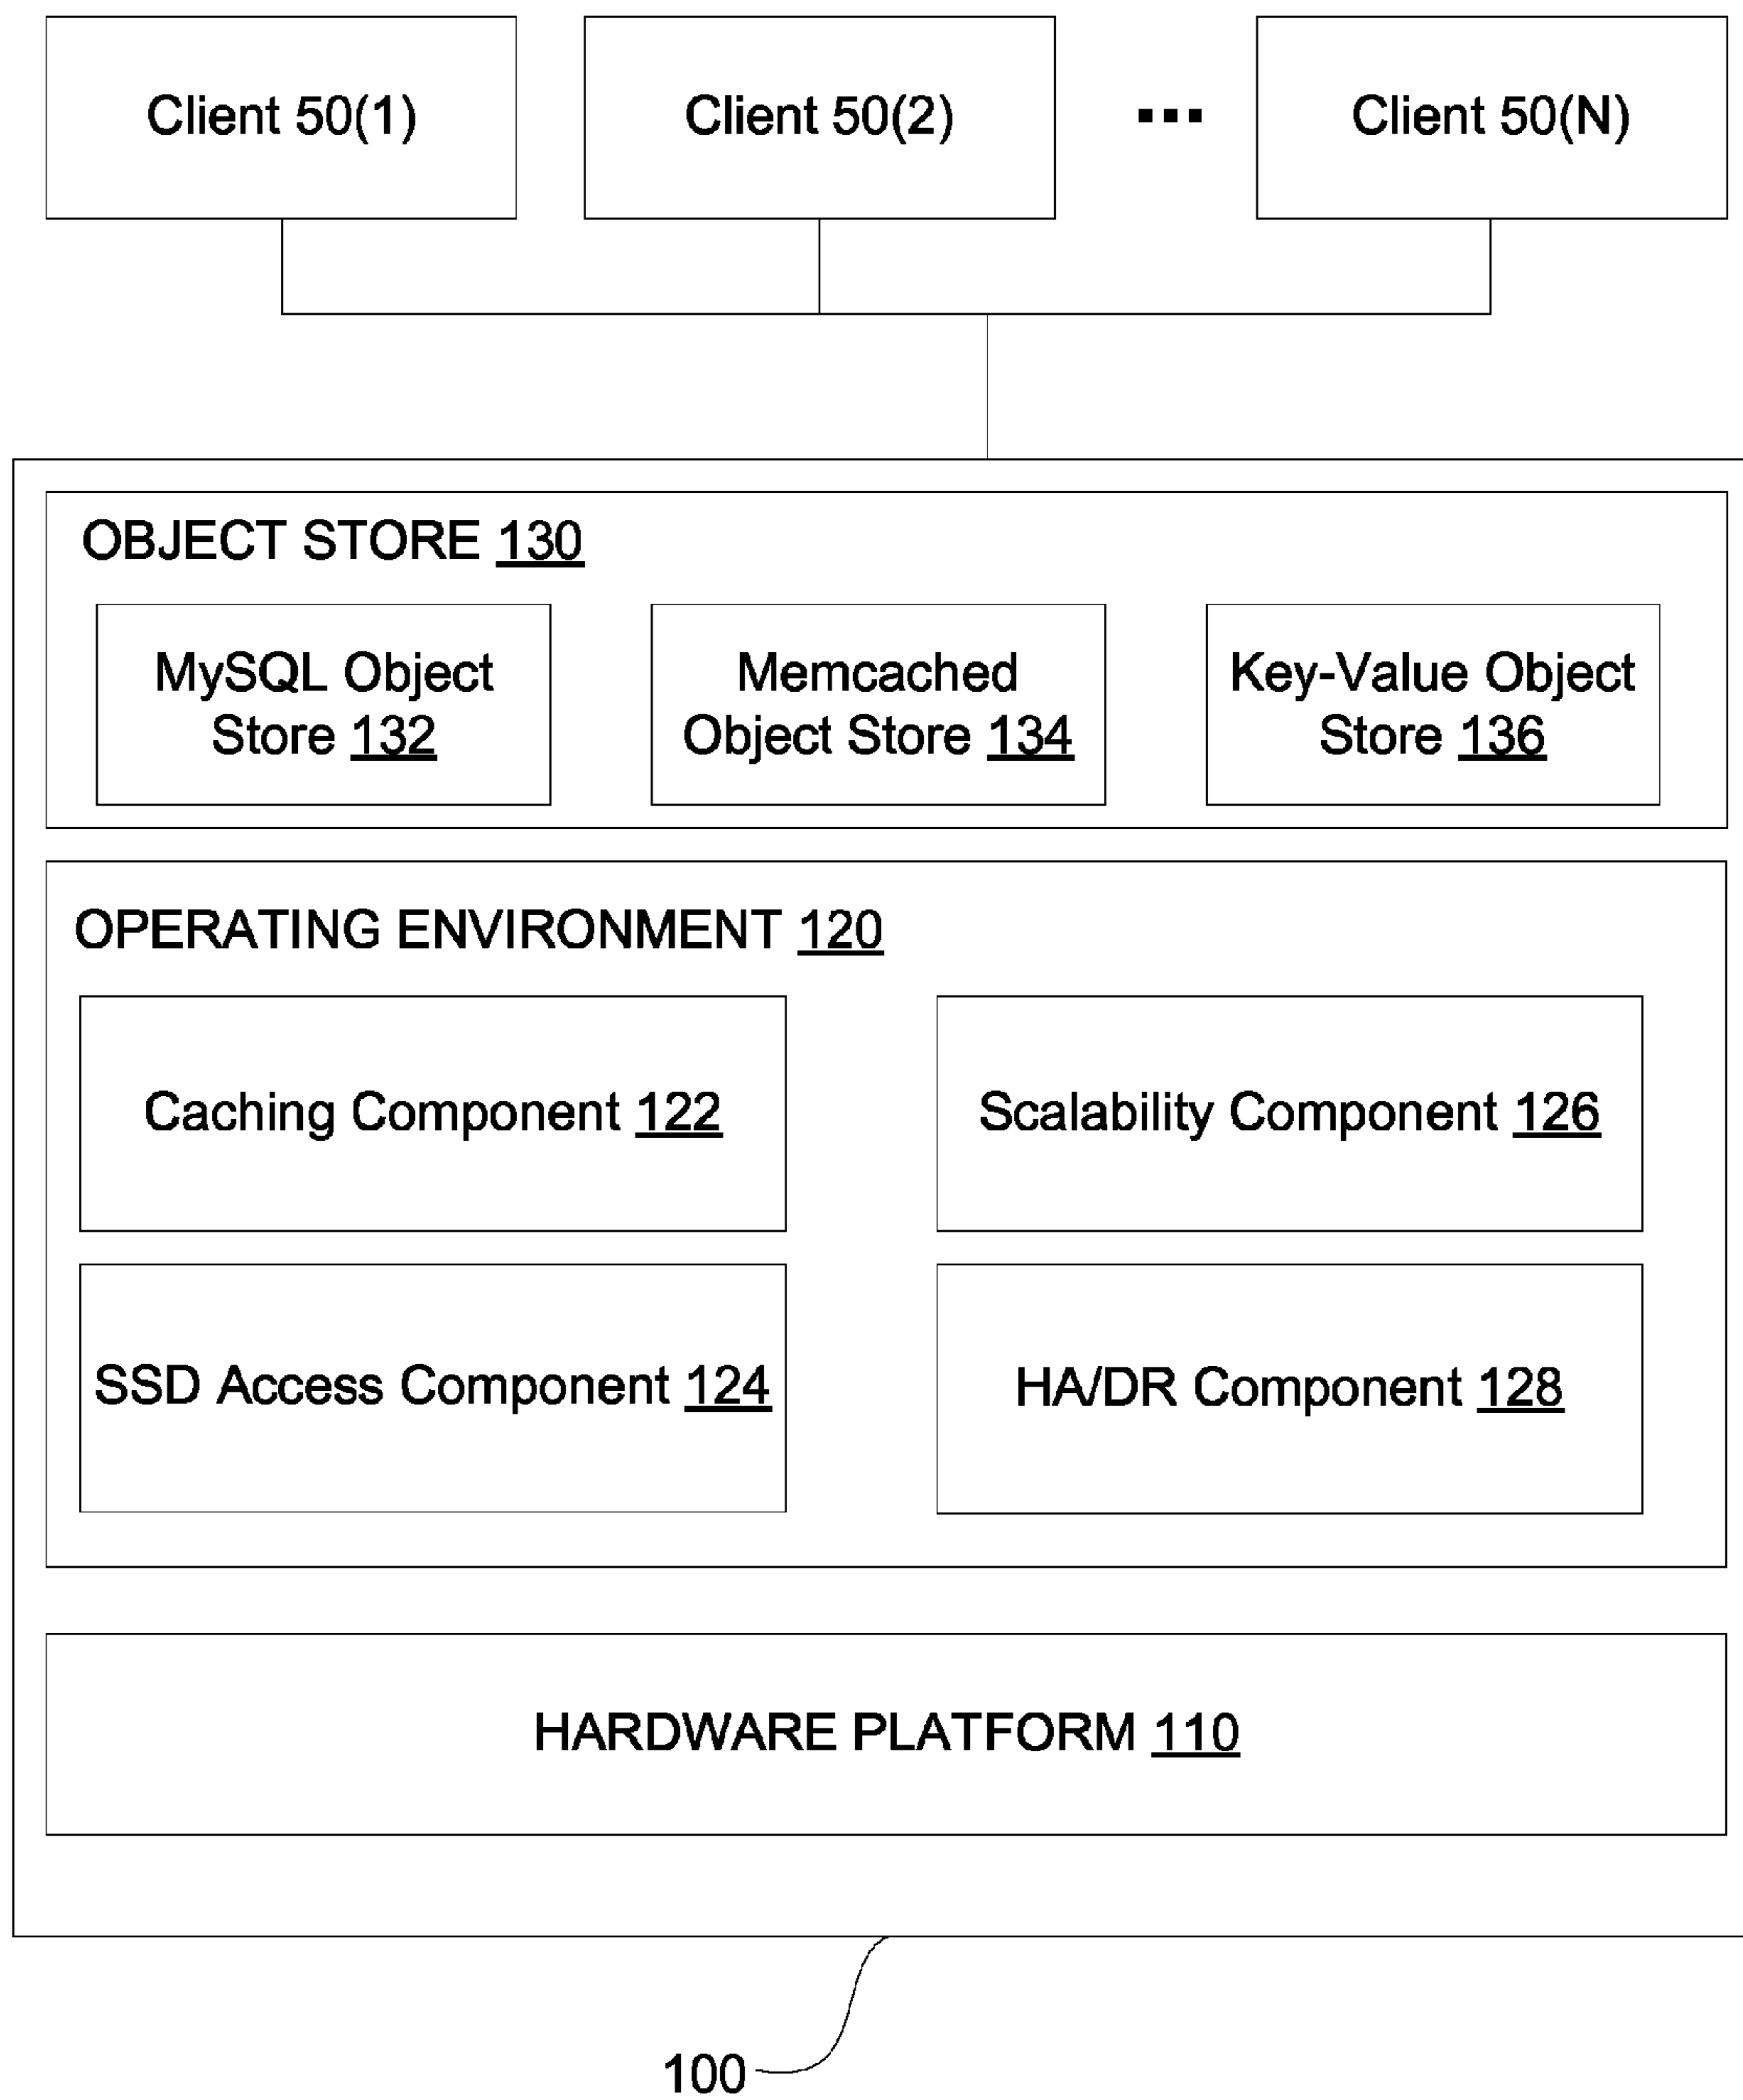 Client 50(1)
Client 50(2)
...
Client 50(N)
OBJECT STORE 130
MySQL Object
Store 132
Memcached
Object Store 134
Key-Value Object
Store 136
OPERATING ENVIRONMENT 120
Caching Component 122
Scalability Component 126
SSD Access Component 124
HA/DR Component 128
HARDWARE PLATFORM 110
100